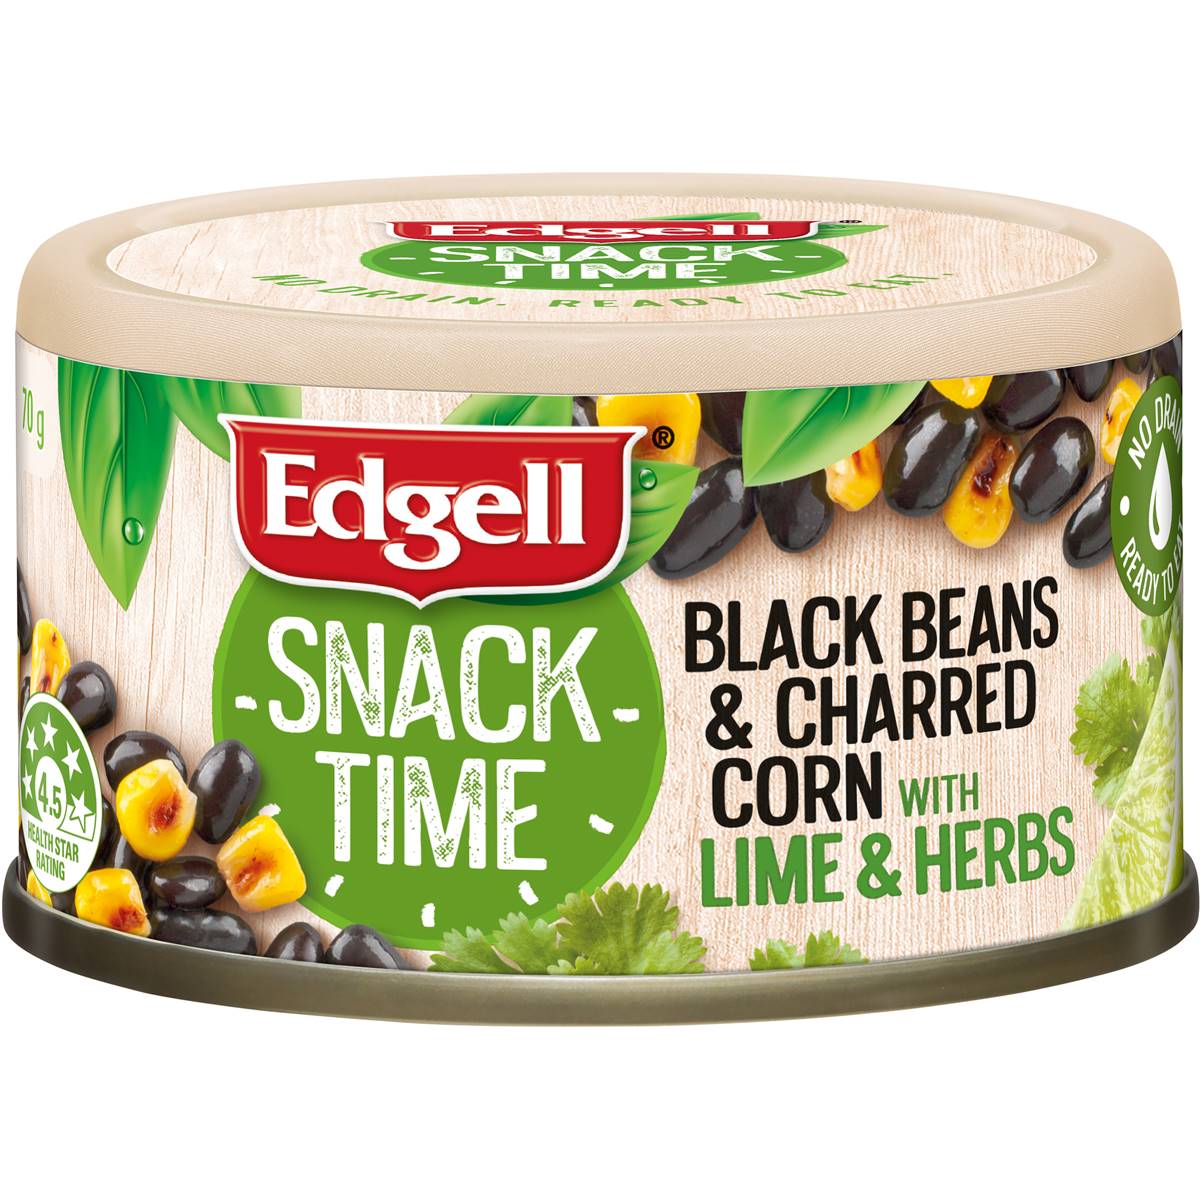 Edgell ®
SNACK
TIME
NO DRAIN. READY TO EAT.
70 g
Edgell ®
SNACK
TIME
BLACK BEANS
& CHARRED
CORN WITH
LIME & HERBS
NO DRAIN
READY TO EAT
4.5
HEALTH STAR
RATING